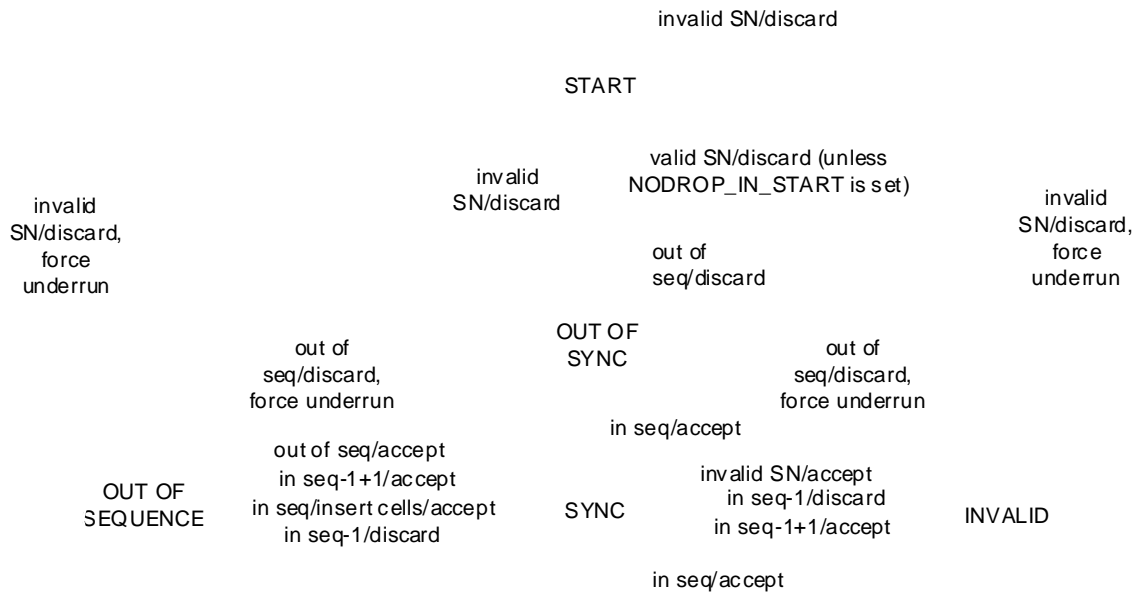 invalid SN/discard
START
valid SN/discard (unless
NODROP_IN_START is set)
invalid
SN/discard
invalid
SN/discard,
force
underrun
invalid
SN/discard,
force
underrun
out of
seq/discard
OUT OF
SYNC
out of
seq/discard,
force underrun
out of
seq/discard,
force underrun
in seq/accept
out of seq/accept
in seq-1+1/accept
in seq/insert cells/accept
in seq-1/discard
OUT OF
SEQUENCE
SYNC
invalid SN/accept
in seq-1/discard
in seq-1+1/accept
INVALID
in seq/accept